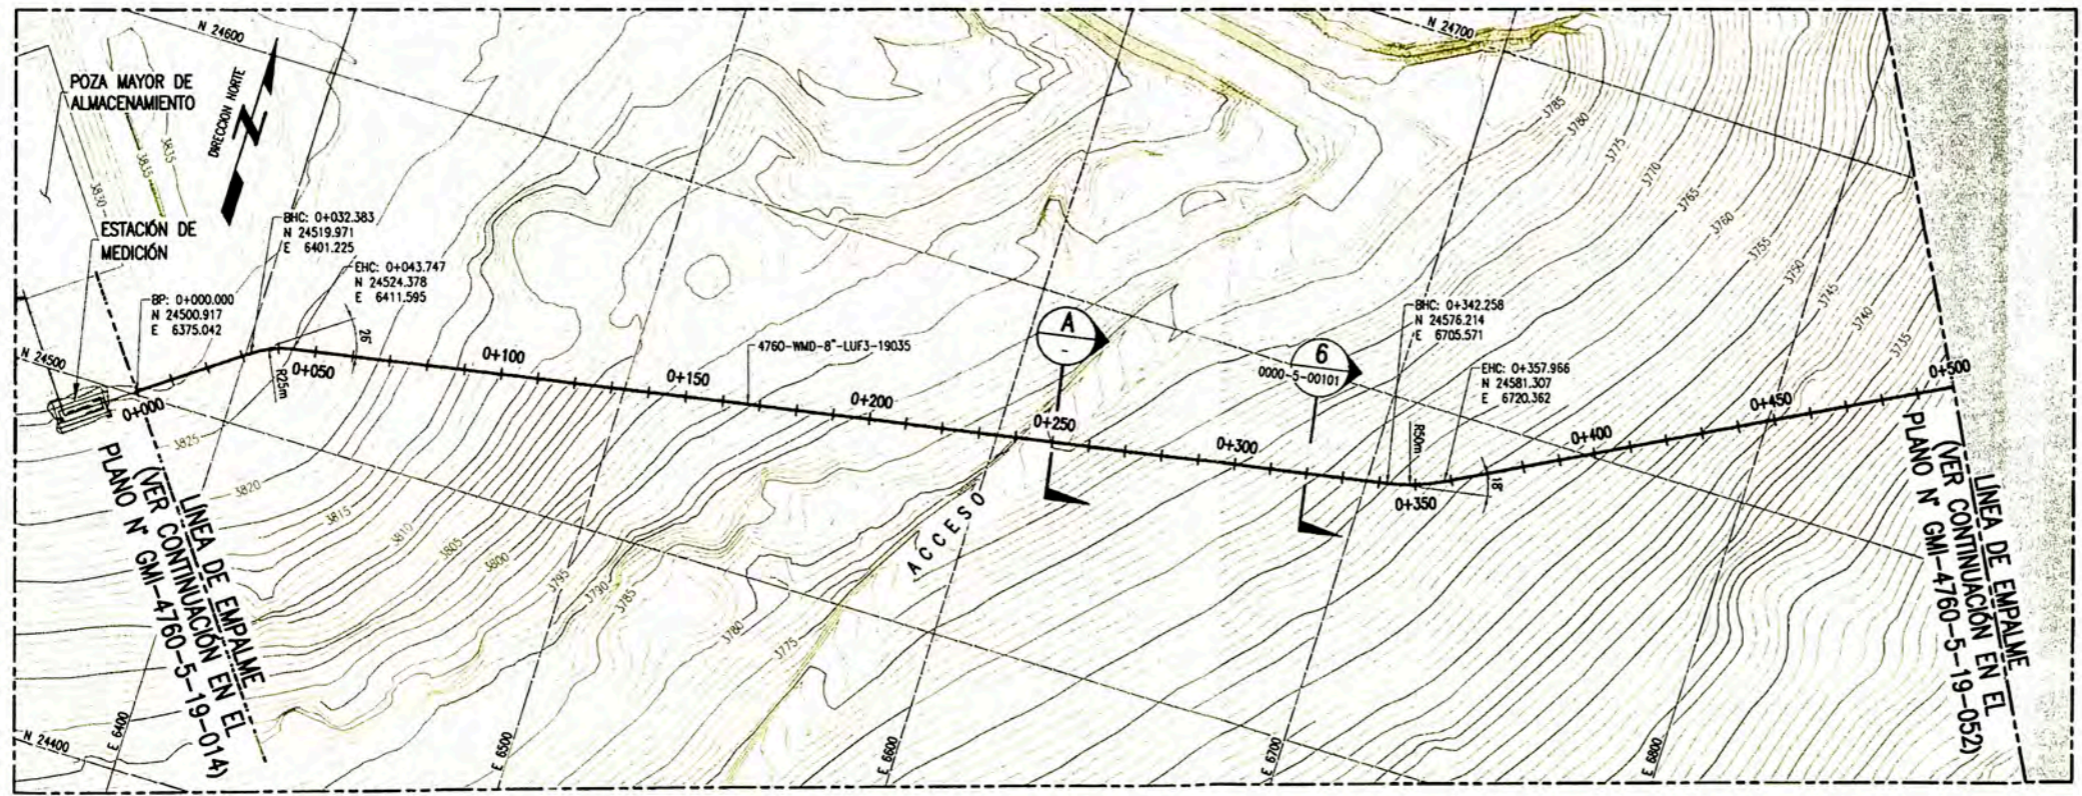 N 24600
N 24700
POZA MAYOR DE
ALMACENAMIENTO
DIRECCION NORTE
N
3835
3835
3830
ESTACIÓN DE
MEDICIÓN
BHC: 0+032.383
N 24519.971
E 6401.225
EHC: 0+043.747
N 24524.378
E 6411.595
BP: 0+000.000
N 24500.917
E 6375.042
26°
R25m
N 24500
0+000
0+050
0+100
0+150
4760-WMD-8"-LUF3-19035
0+200
A
-
0+250
6
0000-5-00101
0+300
BHC: 0+342.258
N 24576.214
E 6705.571
EHC: 0+357.966
N 24581.307
E 6720.362
R50m
18°
0+350
0+400
0+450
0+500
3785
3780
3775
3770
3765
3760
3755
3750
3745
3740
3735
3825
3820
3815
3810
3805
3800
3795
3790
3785
3780
3775
ACCESO
LÍNEA DE EMPALME
(VER CONTINUACIÓN EN EL
PLANO N° GMI-4760-5-19-014)
LÍNEA DE EMPALME
(VER CONTINUACIÓN EN EL
PLANO N° GMI-4760-5-19-052)
N 24400
E 6400
E 6500
E 6600
E 6700
E 6800